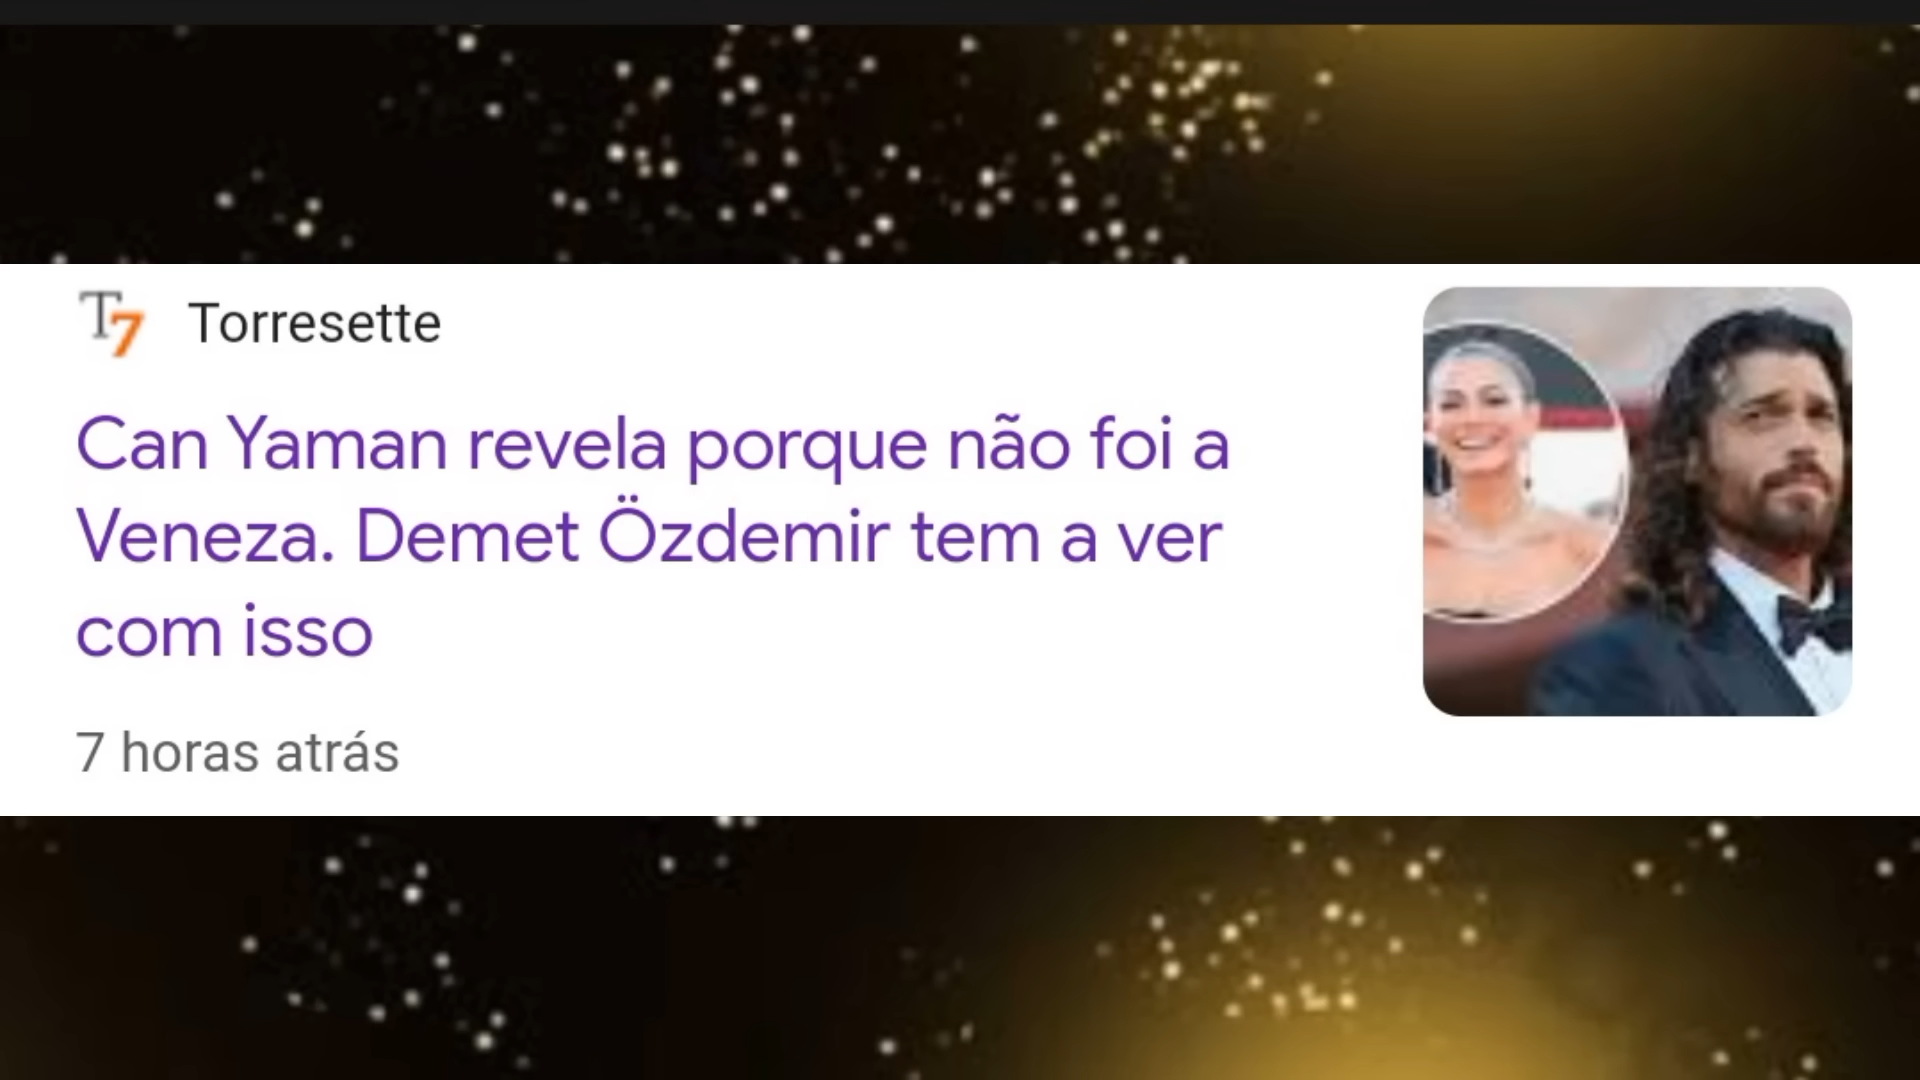 T7 Torresette
Can Yaman revela porque não foi a
Veneza. Demet Özdemir tem a ver
com isso
7 horas atrás